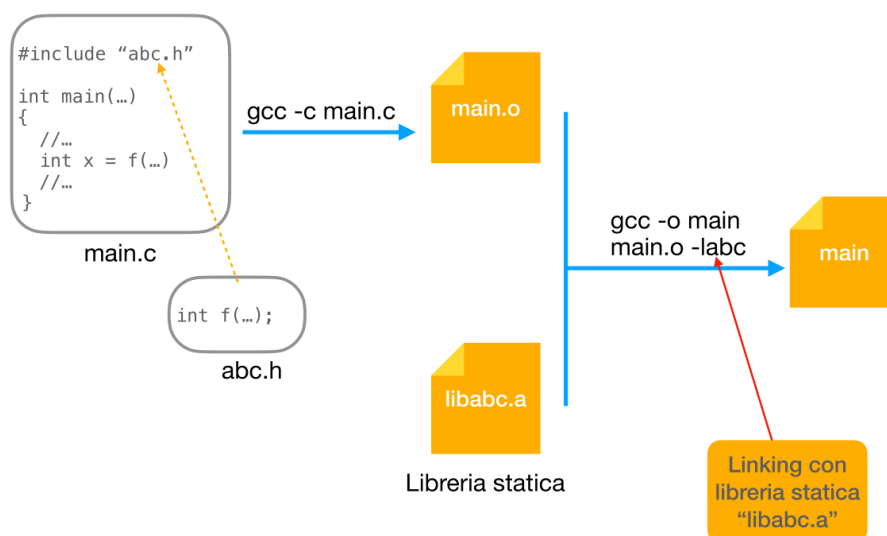 #include “abc.h”
int main(…)
{
//…
int x = f(…)
//…
}
main.c
int f(…);
abc.h
gcc -c main.c
main.o
libabc.a
Libreria statica
gcc -o main
main.o -labc
main
Linking con
libreria statica
“libabc.a”